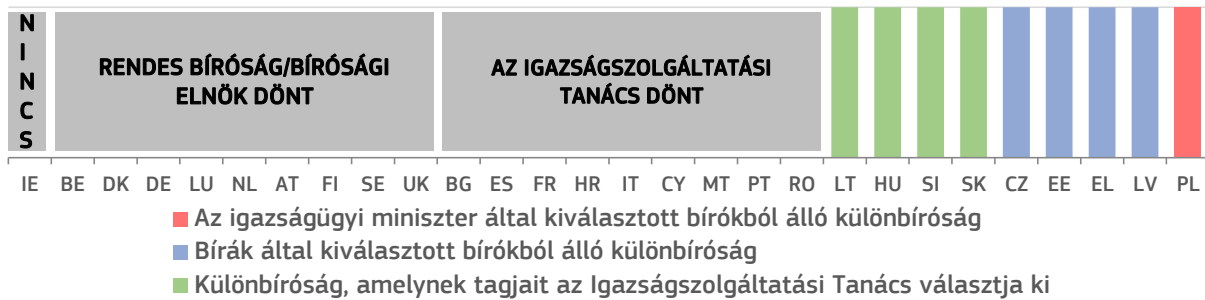 NINCS
RENDES BÍRÓSÁG/BÍRÓSÁGI
ELNÖK DÖNT
AZ IGAZSÁGSZOLGÁLTATÁSI
TANÁCS DÖNT
IE BE DK DE LU NL AT FI SE UK BG ES FR HR IT CY MT PT RO LT HU SI SK CZ EE EL LV PL
Az igazságügyi miniszter által kiválasztott bírókból álló különbíróság
Bírák által kiválasztott bírókból álló különbíróság
Különbíróság, amelynek tagjait az Igazságszolgáltatási Tanács választja ki